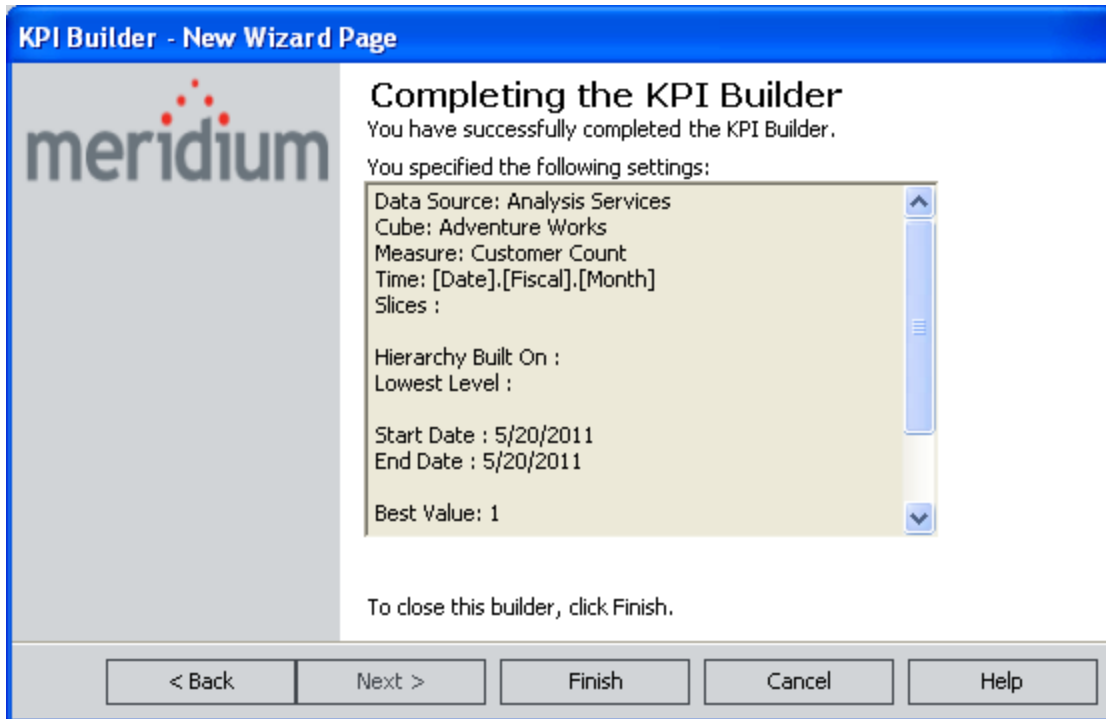 KPI Builder - New Wizard Page
meridium
Completing the KPI Builder
You have successfully completed the KPI Builder.
You specified the following settings:
Data Source: Analysis Services
Cube: Adventure Works
Measure: Customer Count
Time: [Date].[Fiscal].[Month]
Slices :
Hierarchy Built On :
Lowest Level :
Start Date : 5/20/2011
End Date : 5/20/2011
Best Value: 1
To close this builder, click Finish.
< Back
Next >
Finish
Cancel
Help